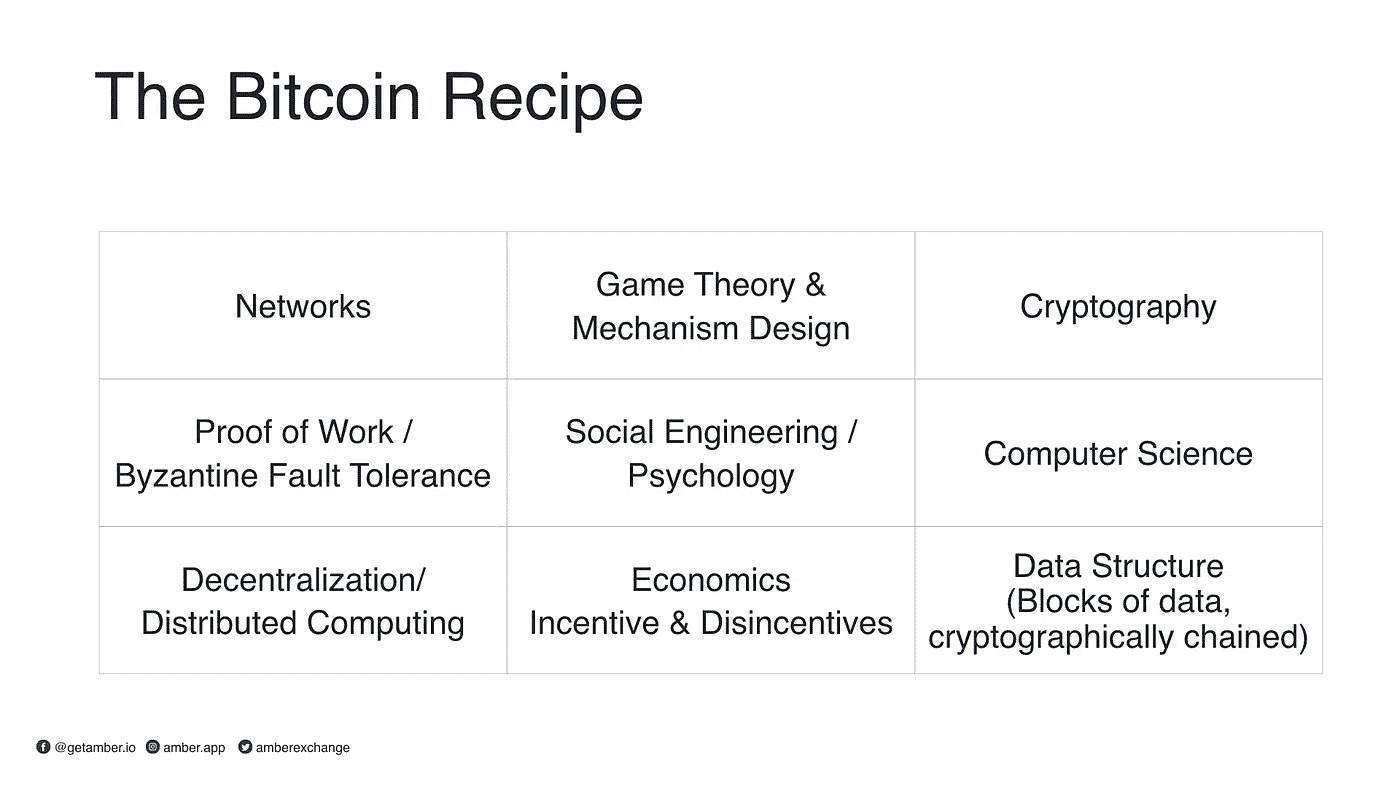 The Bitcoin Recipe
Networks
Game Theory &
Mechanism Design
Cryptography
Proof of Work /
Byzantine Fault Tolerance
Social Engineering /
Psychology
Computer Science
Decentralization/
Distributed Computing
Economics
Incentive & Disincentives
Data Structure
(Blocks of data,
cryptographically chained)
@getamber.io amber.app amberexchange